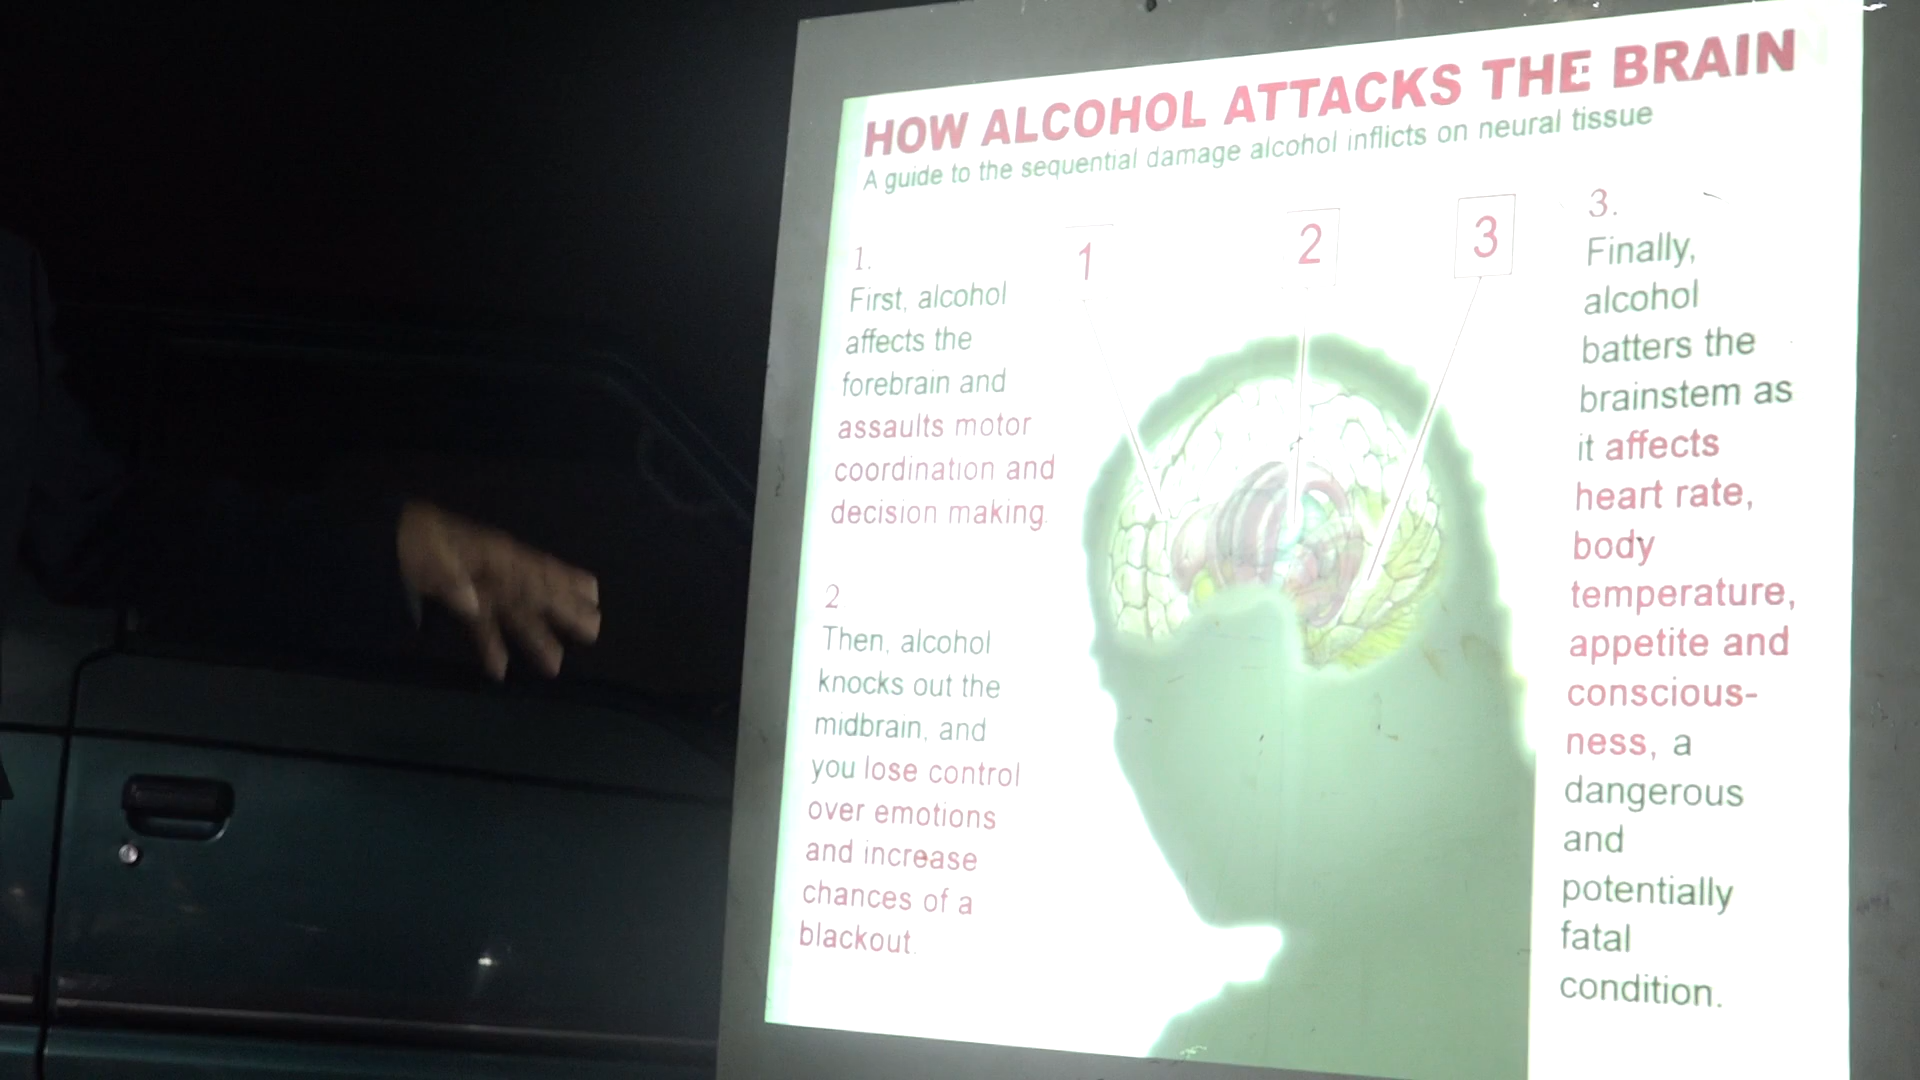 HOW ALCOHOL ATTACKS THE BRAIN
A guide to the sequential damage alcohol inflicts on neural tissue
1.
First, alcohol
affects the
forebrain and
assaults motor
coordination and
decision making.
2
Then, alcohol
knocks out the
midbrain, and
you lose control
over emotions
and increase
chances of a
blackout.
1
2
3
3.
Finally,
alcohol
batters the
brainstem as
it affects
heart rate,
body
temperature,
appetite and
conscious-
ness, a
dangerous
and
potentially
fatal
condition.